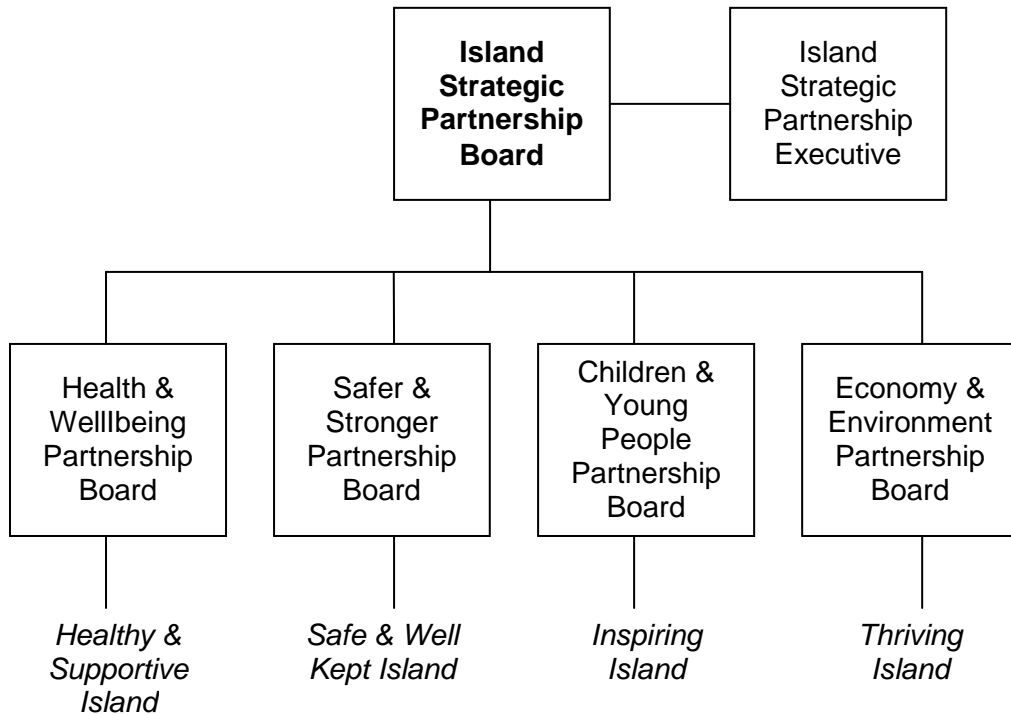 Island
Strategic
Partnership
Board
Island
Strategic
Partnership
Executive
Health &
WelllIbeing
Partnership
Board
Safer &
Stronger
Partnership
Board
Children &
Young
People
Partnership
Board
Economy &
Environment
Partnership
Board
Healthy &
Supportive
Island
Safe & Well
Kept Island
Inspiring
Island
Thriving
Island